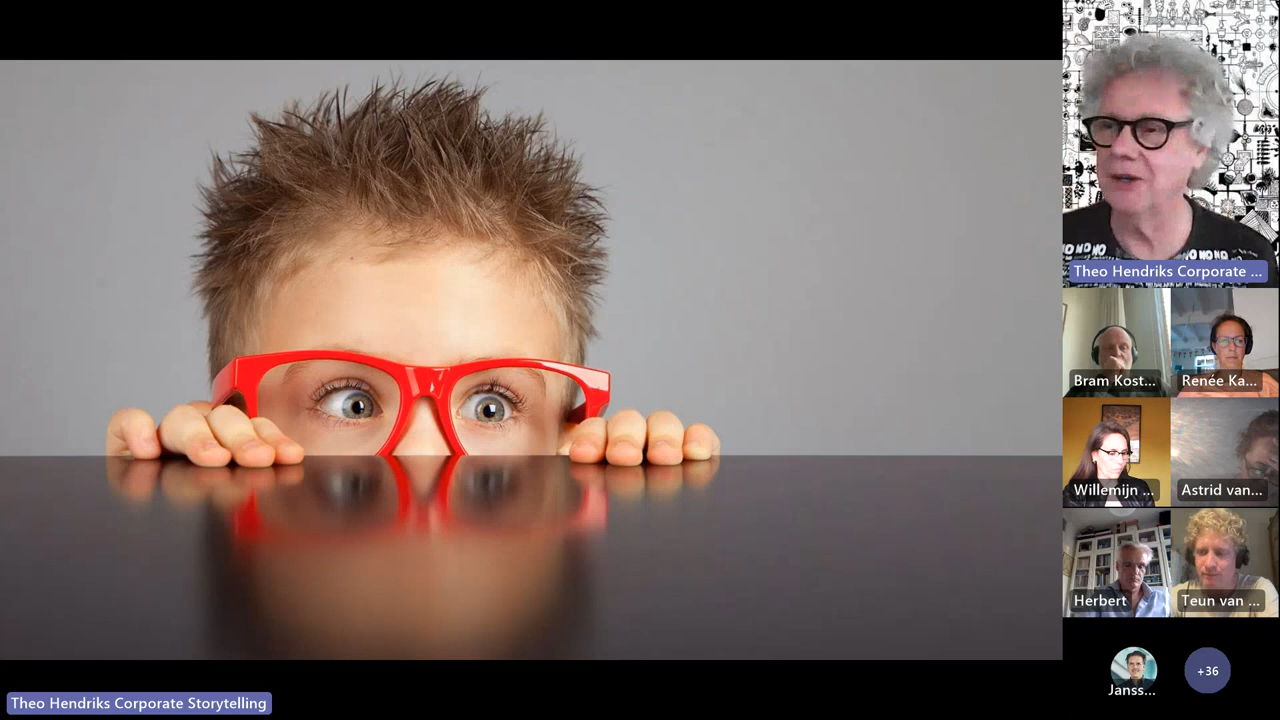 Theo Hendriks Corporate ...
Bram Kost...
Renée Ka...
Willemijn ...
Astrid van...
Herbert
Teun van ...
Janss...
+36
Theo Hendriks Corporate Storytelling